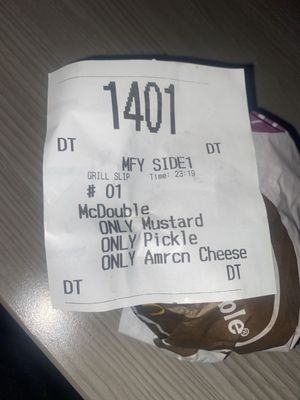 1401
DT DT
MFY SIDE1
GRILL SLIP Time: 23:19
# 01
McDouble
ONLY Mustard
ONLY Pickle
ONLY Amrcn Cheese
DT DT
ble®